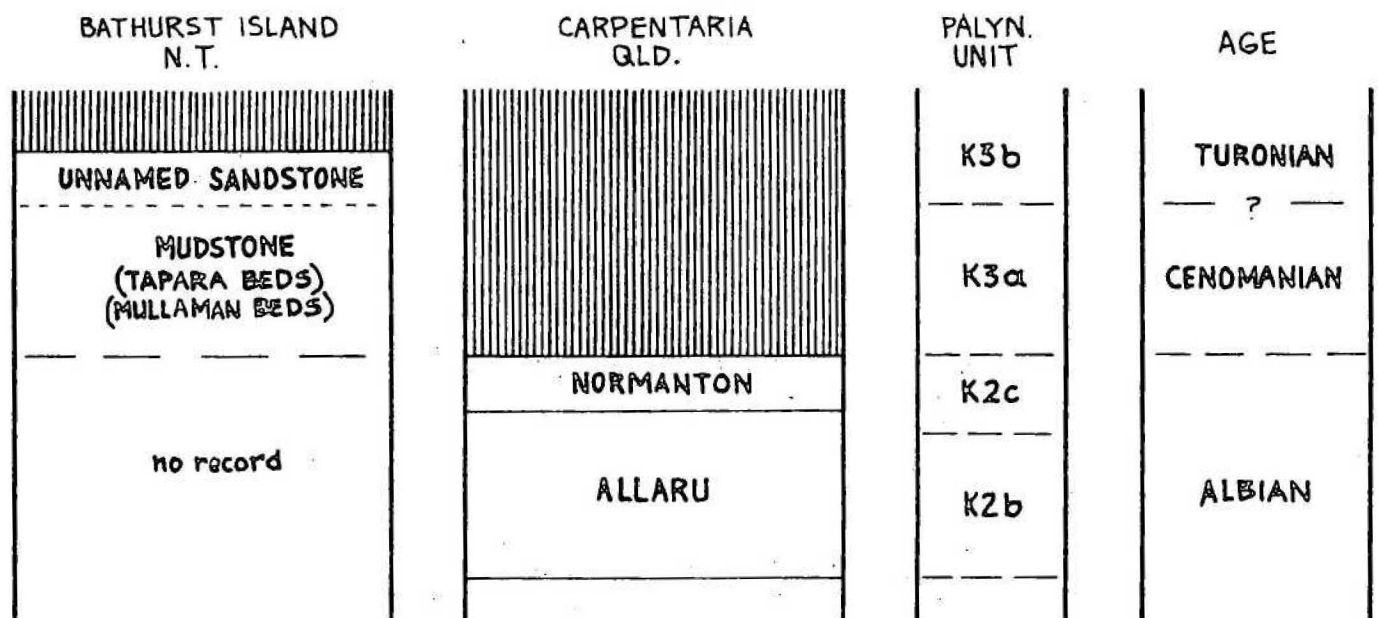 BATHURST ISLAND
N.T.
CARPENTARIA
QLD.
PALYN.
UNIT
AGE
UNNAMED SANDSTONE
MUDSTONE
(TAPARA BEDS)
(MULLAMAN BEDS)
no record
NORMANTON
ALLARU
K3b
K3a
K2c
K2b
TURONIAN
?
CENOMANIAN
ALBIAN